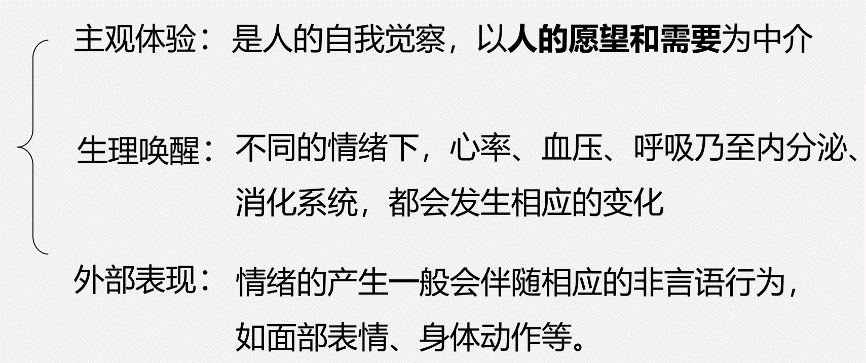 主观体验：是人的自我觉察，以人的愿望和需要为中介
生理唤醒：不同的情绪下，心率、血压、呼吸乃至内分泌、
消化系统，都会发生相应的变化
外部表现：情绪的产生一般会伴随相应的非言语行为，
如面部表情、身体动作等。